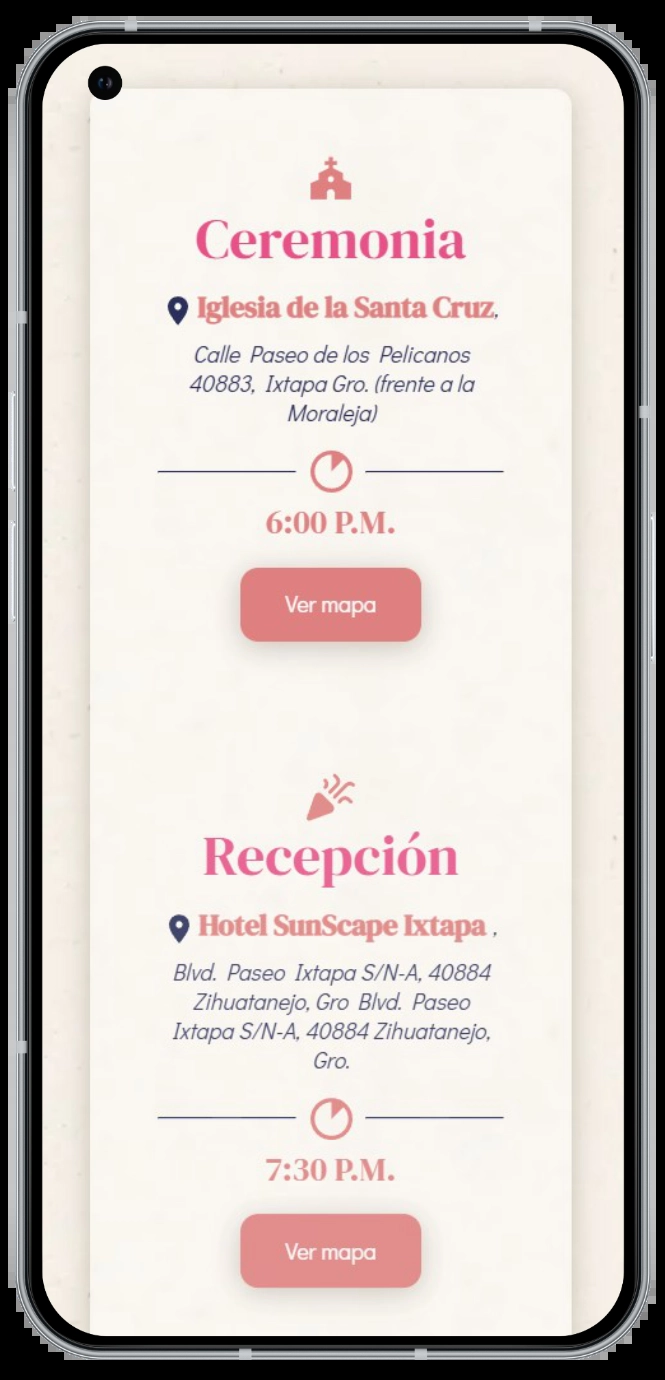 Ceremonia
Iglesia de la Santa Cruz,
Calle Paseo de los Pelicanos
40883, Ixtapa Gro. (frente a la
Moraleja)
6:00 P.M.
Ver mapa
Recepción
Hotel SunScape Ixtapa ,
Blvd. Paseo Ixtapa S/N-A, 40884
Zihuatanejo, Gro Blvd. Paseo
Ixtapa S/N-A, 40884 Zihuatanejo,
Gro.
7:30 P.M.
Ver mapa